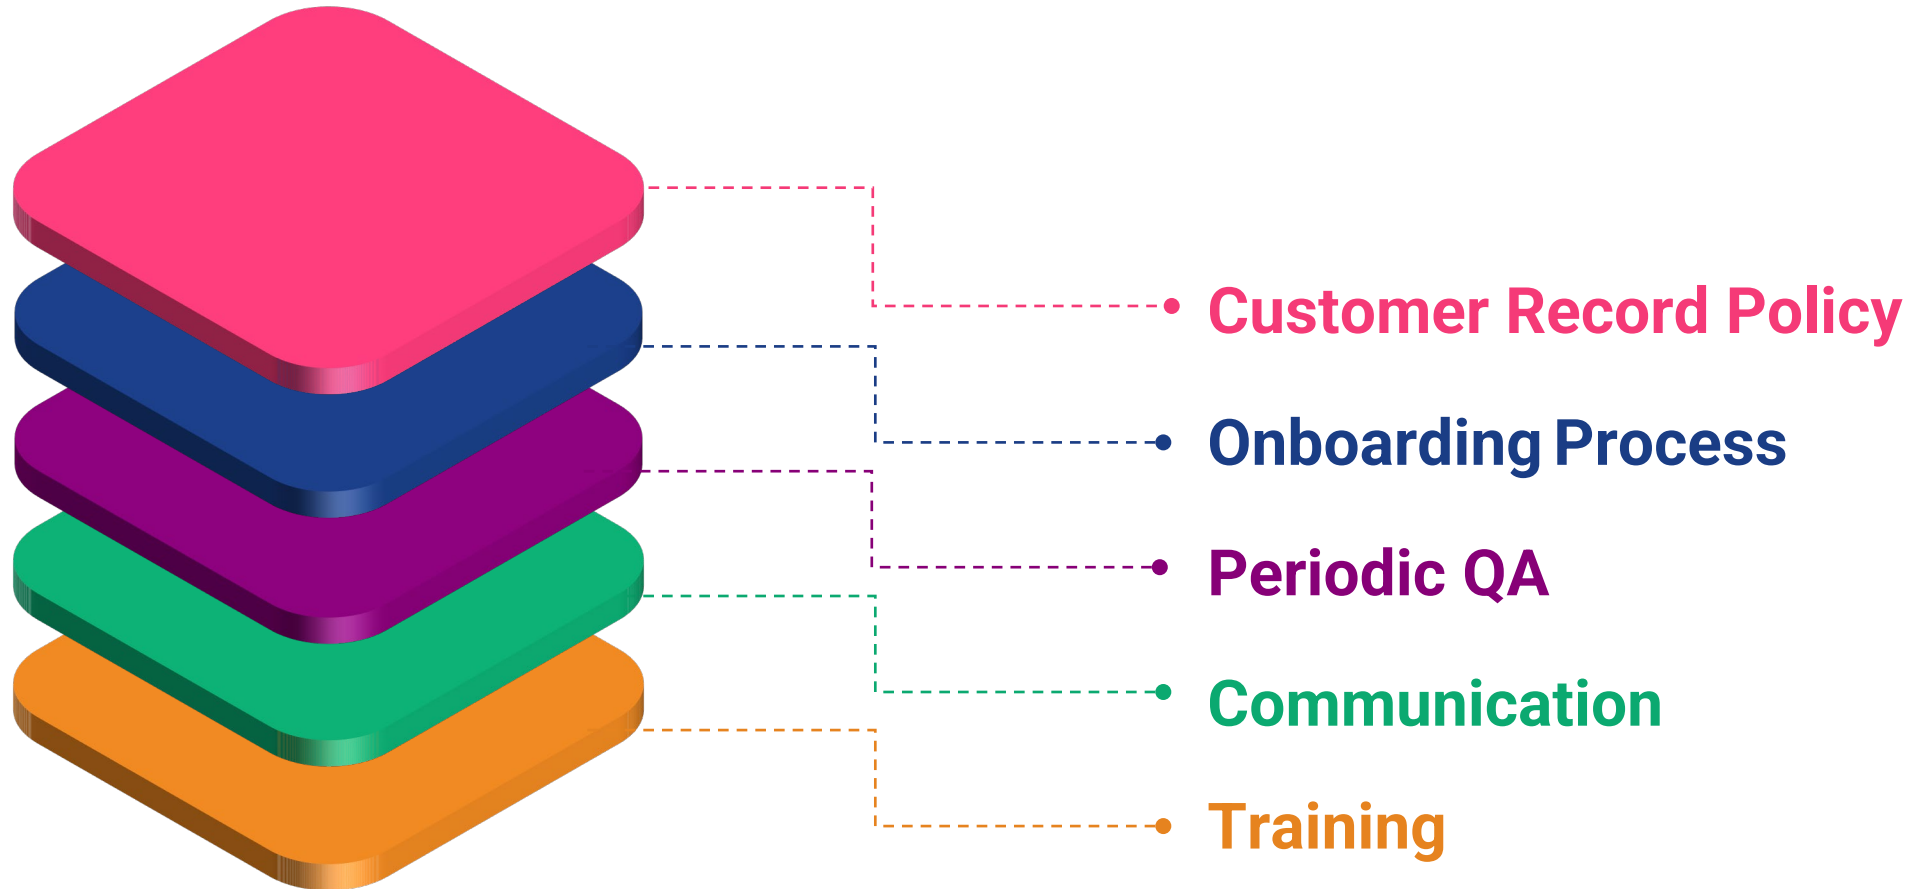 Customer Record Policy
Onboarding Process
Periodic QA
Communication
Training